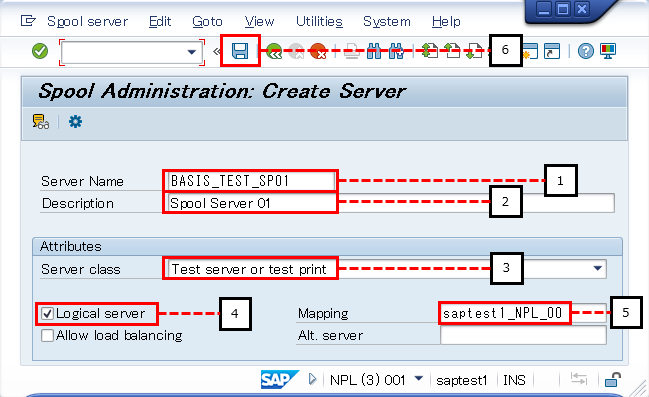 Spool server Edit Goto View Utilities System Help
6
Spool Administration: Create Server
Server Name BASIS_TEST_SP01 1
Description Spool Server 01 2
Attributes
Server class Test server or test print 3
Logical server 4 Mapping saptest1_NPL_00 5
Allow load balancing Alt. server
SAP NPL (3) 001 saptest1 INS